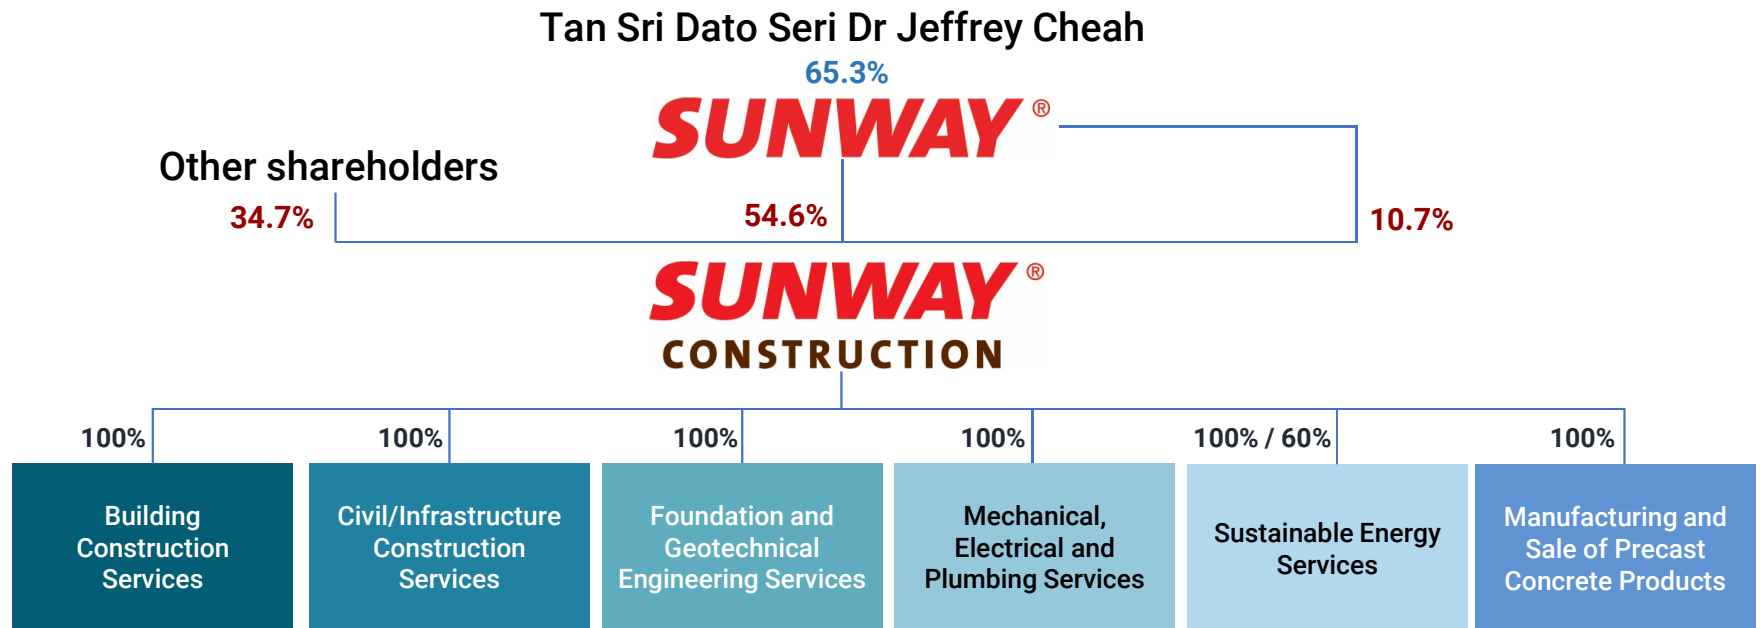 Tan Sri Dato Seri Dr Jeffrey Cheah
65.3%
SUNWAY®
Other shareholders
34.7%
54.6%
10.7%
SUNWAY®
CONSTRUCTION
100%
100%
100%
100%
100% / 60%
100%
Building
Construction
Services
Civil/Infrastructure
Construction
Services
Foundation and
Geotechnical
Engineering Services
Mechanical,
Electrical and
Plumbing Services
Sustainable Energy
Services
Manufacturing and
Sale of Precast
Concrete Products